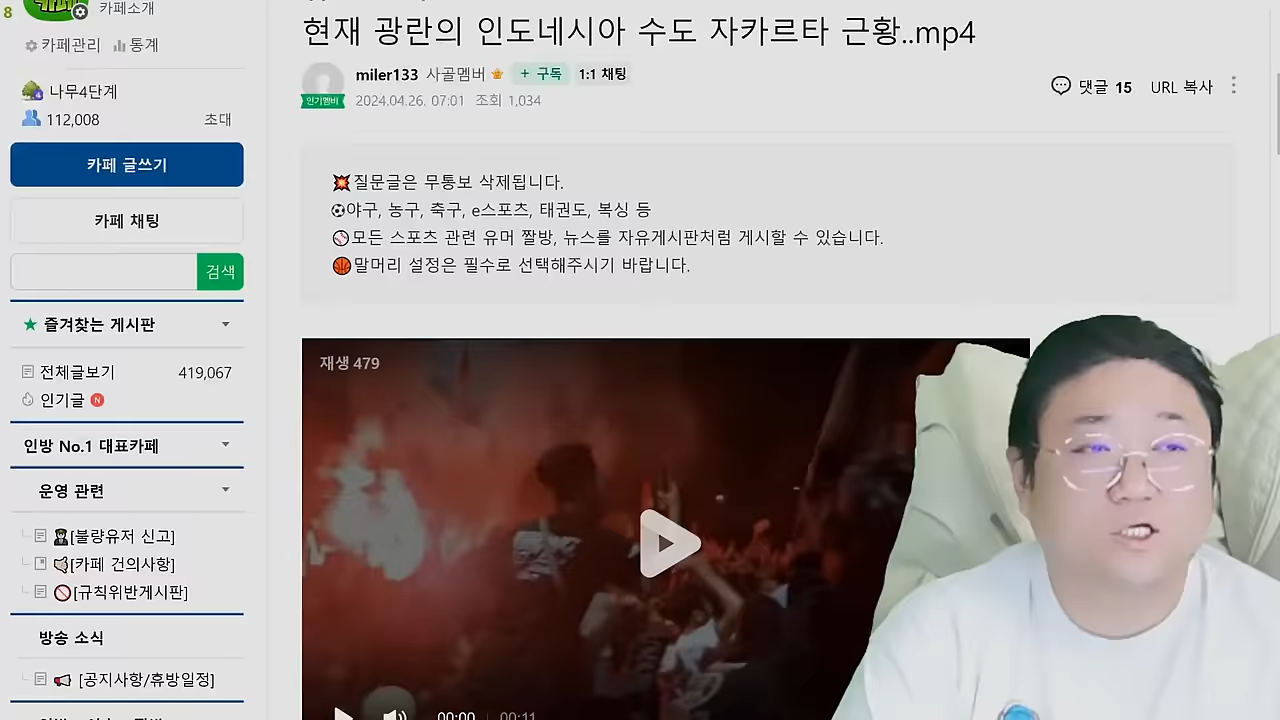 8
카페소개
카페관리 통계
나무4단계
112,008 초대
카페 글쓰기
카페 채팅
검색
★ 즐겨찾는 게시판
전체글보기 419,067
인기글 N
인방 No.1 대표카페
운영 관련
[불량유저 신고]
[카페 건의사항]
[규칙위반게시판]
방송 소식
[공지사항/휴방일정]
현재 광란의 인도네시아 수도 자카르타 근황..mp4
miler133 사골멤버 + 구독 1:1 채팅
인기멤버 2024.04.26. 07:01 조회 1,034
댓글 15 URL 복사
질문글은 무통보 삭제됩니다.
야구, 농구, 축구, e스포츠, 태권도, 복싱 등
모든 스포츠 관련 유머 짤방, 뉴스를 자유게시판처럼 게시할 수 있습니다.
말머리 설정은 필수로 선택해주시기 바랍니다.
재생 479
00:00 | 00:11